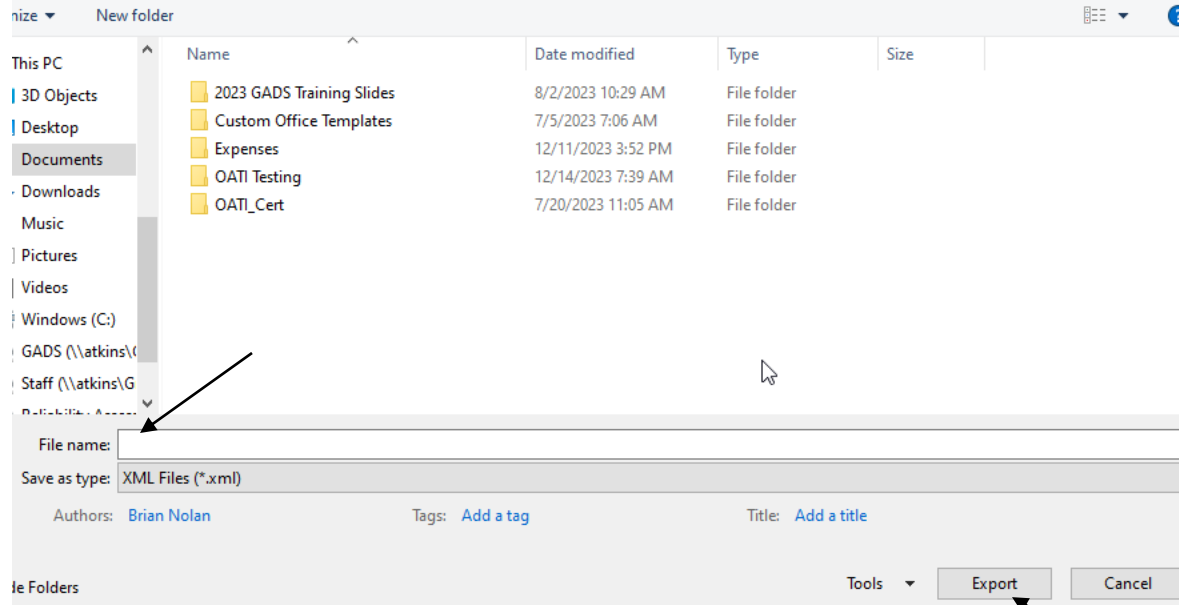 nize New folder
This PC
3D Objects
Desktop
Documents
Downloads
Music
Pictures
Videos
Windows (C:)
GADS (\\atkins\
Staff (\\atkins\G
Name Date modified Type Size
2023 GADS Training Slides 8/2/2023 10:29 AM File folder
Custom Office Templates 7/5/2023 7:06 AM File folder
Expenses 12/11/2023 3:52 PM File folder
OATI Testing 12/14/2023 7:39 AM File folder
OATI_Cert 7/20/2023 11:05 AM File folder
File name:
Save as type: XML Files (*.xml)
Authors: Brian Nolan Tags: Add a tag Title: Add a title
de Folders Tools Export Cancel